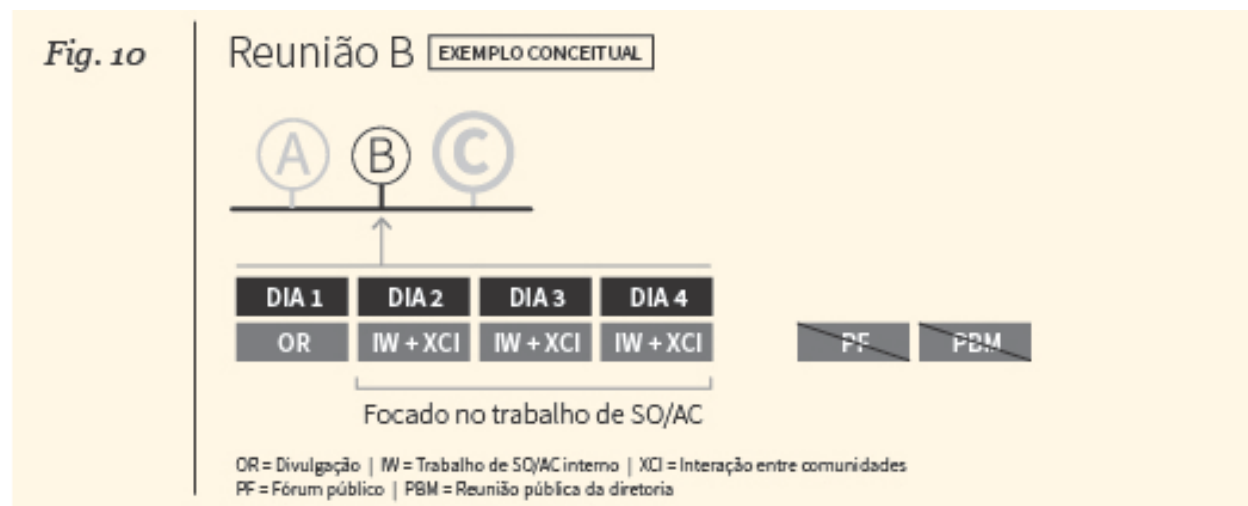 Fig. 10
Reunião B EXEMPLO CONCEITUAL
A B C
DIA 1 DIA 2 DIA 3 DIA 4
OR IW + XCI IW + XCI IW + XCI PF PBM
Focado no trabalho de SO/AC
OR = Divulgação | IW = Trabalho de SO/AC interno | XCI = Interação entre comunidades
PF = Fórum público | PBM = Reunião pública da diretoria